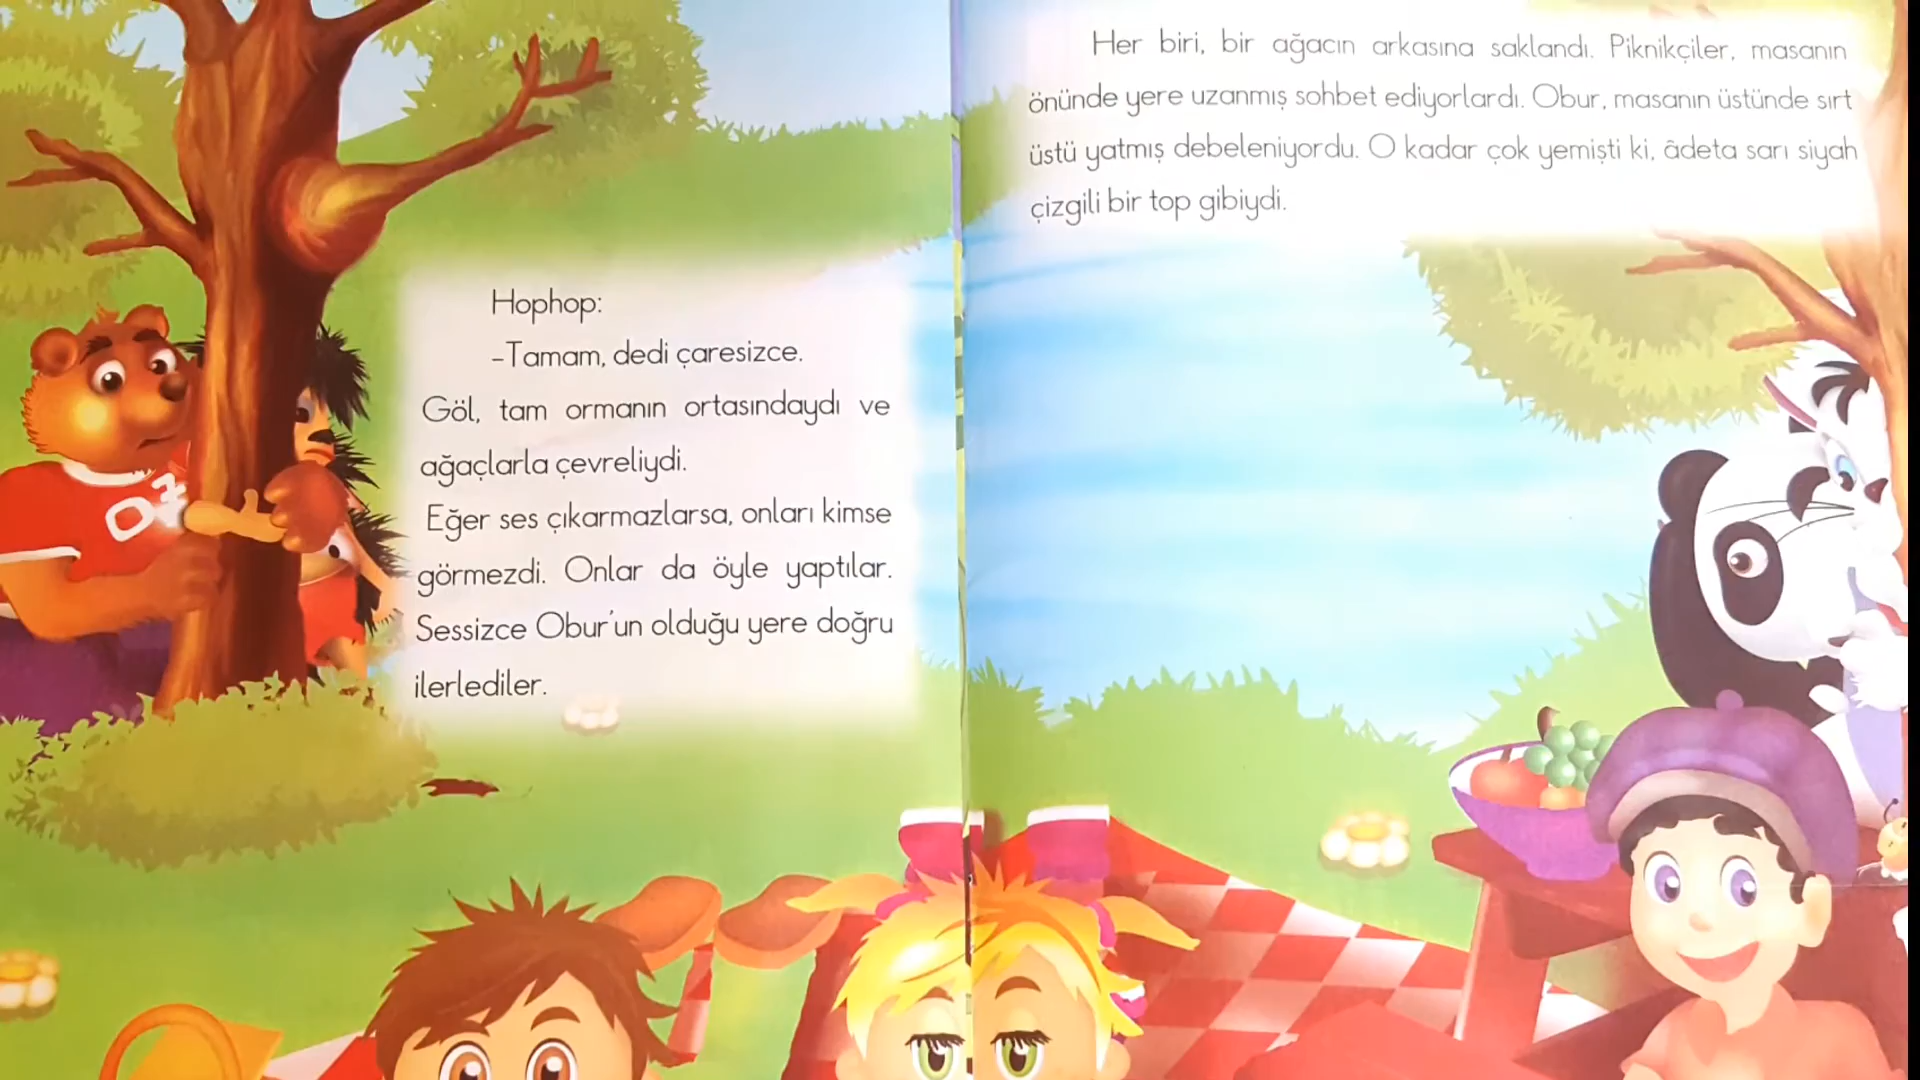 Hophop:
-Tamam, dedi çaresizce.
Göl, tam ormanın ortasındaydı ve
ağaçlarla çevreliydi.
Eğer ses çıkarmazlarsa, onları kimse
görmezdi. Onlar da öyle yaptılar.
Sessizce Obur'un olduğu yere doğru
ilerlediler.
Her biri, bir ağacın arkasına saklandı. Piknikçiler, masanın
önünde yere uzanmış sohbet ediyorlardı. Obur, masanın üstünde sırt
üstü yatmış debeleniyordu. O kadar çok yemişti ki, âdeta sarı siyah
çizgili bir top gibiydi.